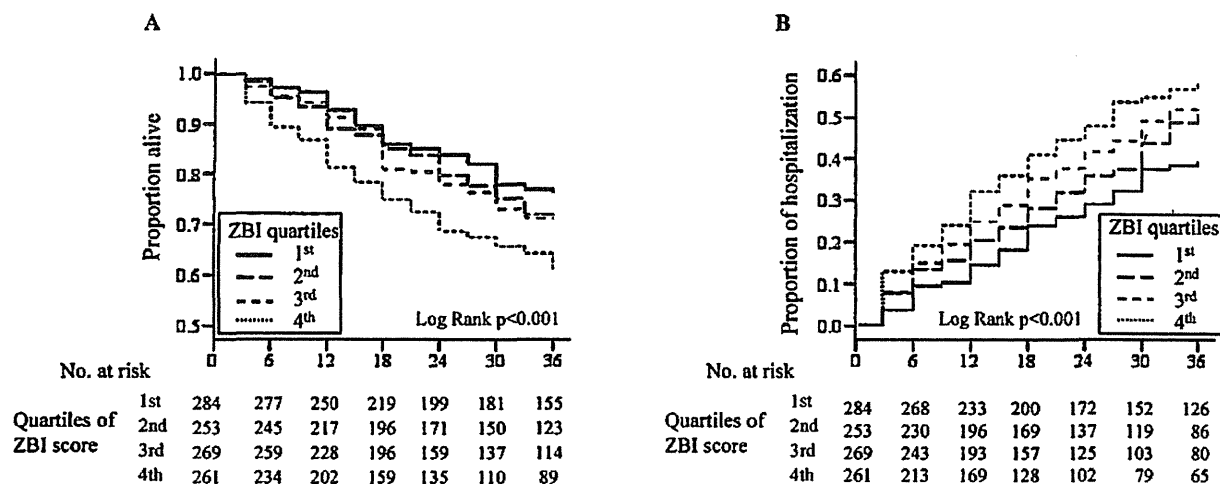 A
Proportion alive
1.0
0.9
0.8
0.7
0.6
0.5
ZBI quartiles
1st
2nd
3rd
4th
Log Rank p<0.001
0 6 12 18 24 30 36
No. at risk
Quartiles of ZBI score
1st 284 277 250 219 199 181 155
2nd 253 245 217 196 171 150 123
3rd 269 259 228 196 159 137 114
4th 261 234 202 159 135 110 89
B
Proportion of hospitalization
0.6
0.5
0.4
0.3
0.2
0.1
0.0
ZBI quartiles
1st
2nd
3rd
4th
Log Rank p<0.001
0 6 12 18 24 30 36
No. at risk
Quartiles of ZBI score
1st 284 268 233 200 172 152 126
2nd 253 230 196 169 137 119 86
3rd 269 243 193 157 125 103 80
4th 261 213 169 128 102 79 65